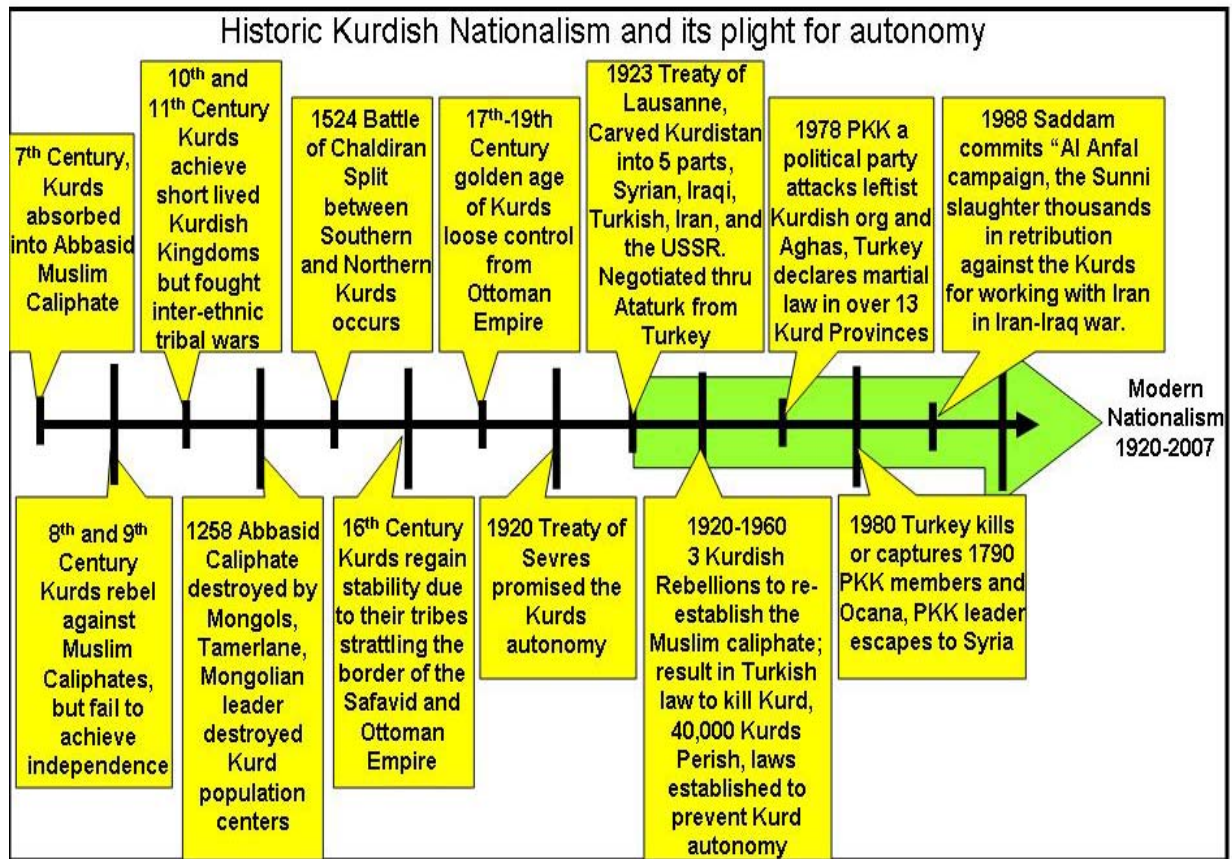 Historic Kurdish Nationalism and its plight for autonomy
7th Century,
Kurds
absorbed
into Abbasid
Muslim
Caliphate
10th and
11th Century
Kurds
achieve
short lived
Kurdish
Kingdoms
but fought
inter-ethnic
tribal wars
1524 Battle
of Chaldiran
Split
between
Southern
and Northern
Kurds
occurs
17th-19th
Century
golden age
of Kurds
loose control
from
Ottoman
Empire
1923 Treaty of
Lausanne,
Carved Kurdistan
into 5 parts,
Syrian, Iraqi,
Turkish, Iran, and
the USSR.
Negotiated thru
Ataturk from
Turkey
1978 PKK a
political party
attacks leftist
Kurdish org and
Aghas, Turkey
declares martial
law in over 13
Kurd Provinces
1988 Saddam
commits “Al Anfal
campaign, the Sunni
slaughter thousands
in retribution
against the Kurds
for working with Iran
in Iran-Iraq war.
Modern
Nationalism
1920-2007
8th and 9th
Century
Kurds rebel
against
Muslim
Caliphates,
but fail to
achieve
independence
1258 Abbasid
Caliphate
destroyed by
Mongols,
Tamerlane,
Mongolian
leader
destroyed
Kurd
population
centers
16th Century
Kurds regain
stability due
to their tribes
strattling the
border of the
Safavid and
Ottoman
Empire
1920 Treaty of
Sevres
promised the
Kurds
autonomy
1920-1960
3 Kurdish
Rebellions to re-
establish the
Muslim caliphate;
result in Turkish
law to kill Kurd,
40,000 Kurds
Perish, laws
established to
prevent Kurd
autonomy
1980 Turkey kills
or captures 1790
PKK members and
Ocana, PKK leader
escapes to Syria